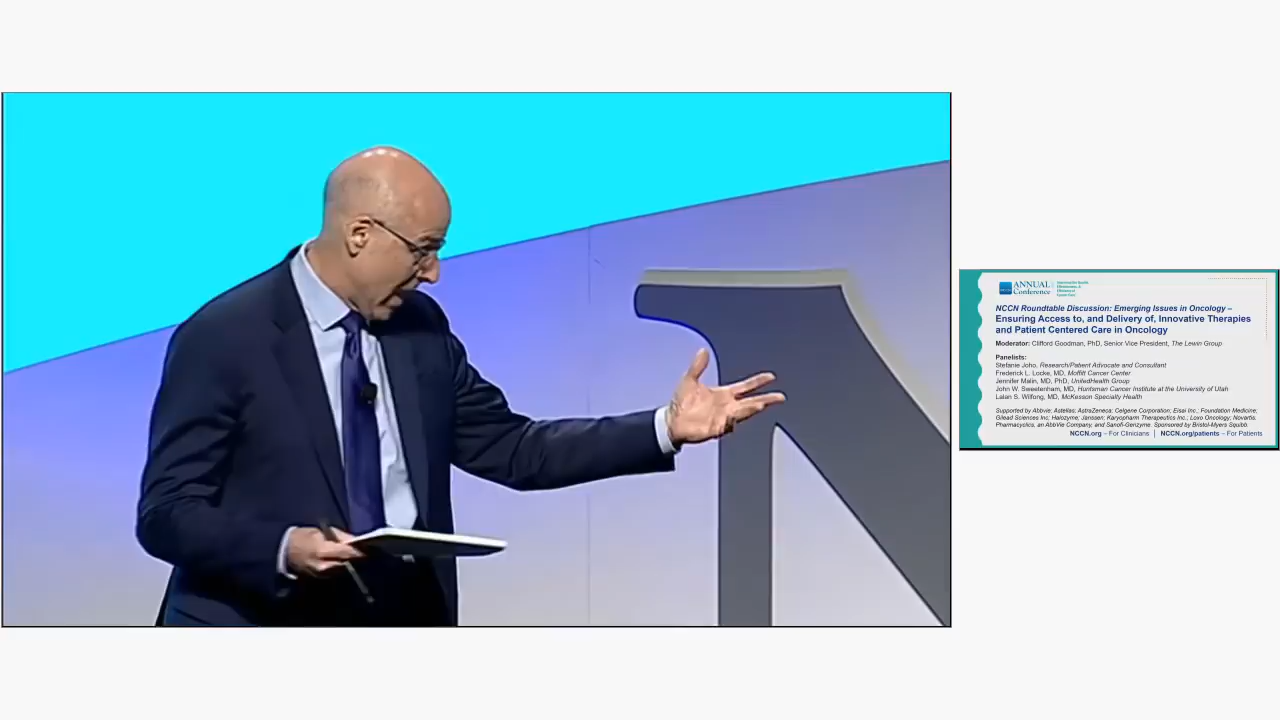 N
ANNUAL
Conference
NCCN Roundtable Discussion: Emerging Issues in Oncology –
Ensuring Access to, and Delivery of, Innovative Therapies
and Patient Centered Care in Oncology
Moderator: Clifford Goodman, PhD, Senior Vice President, The Lewin Group
Panelists:
Stefanie Joho, Research/Patient Advocate and Consultant
Frederick L. Locke, MD, Moffitt Cancer Center
Jennifer Malin, MD, PhD, UnitedHealth Group
John W. Sweetenham, MD, Huntsman Cancer Institute at the University of Utah
Lalan S. Wilfong, MD, McKesson Specialty Health
Supported by Abbvie; Astellas; AstraZeneca; Celgene Corporation; Eisai Inc.; Foundation Medicine;
Gilead Sciences Inc; Halozyme; Janssen; Karyopharm Therapeutics Inc.; Loxo Oncology; Novartis;
Pharmacyclics, an AbbVie Company, and Sanofi-Genzyme. Sponsored by Bristol-Myers Squibb.
NCCN.org – For Clinicians | NCCN.org/patients – For Patients